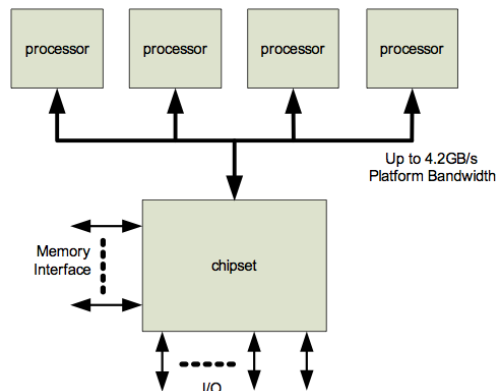 processor
processor
processor
processor
Up to 4.2GB/s
Platform Bandwidth
Memory
Interface
chipset
I/O